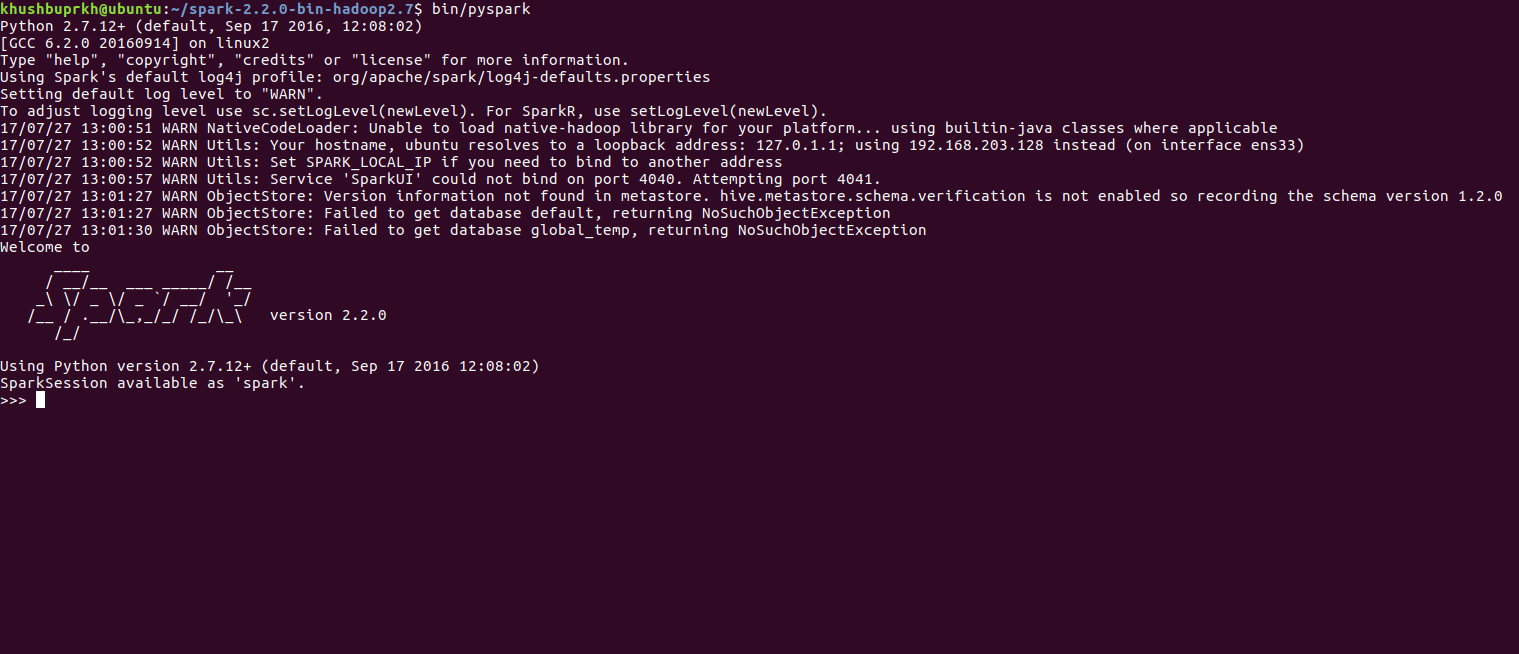 khushbuprkh@ubuntu:~/spark-2.2.0-bin-hadoop2.7$ bin/pyspark
Python 2.7.12+ (default, Sep 17 2016, 12:08:02)
[GCC 6.2.0 20160914] on linux2
Type "help", "copyright", "credits" or "license" for more information.
Using Spark's default log4j profile: org/apache/spark/log4j-defaults.properties
Setting default log level to "WARN".
To adjust logging level use sc.setLogLevel(newLevel). For SparkR, use setLogLevel(newLevel).
17/07/27 13:00:51 WARN NativeCodeLoader: Unable to load native-hadoop library for your platform... using builtin-java classes where applicable
17/07/27 13:00:52 WARN Utils: Your hostname, ubuntu resolves to a loopback address: 127.0.1.1; using 192.168.203.128 instead (on interface ens33)
17/07/27 13:00:52 WARN Utils: Set SPARK_LOCAL_IP if you need to bind to another address
17/07/27 13:00:57 WARN Utils: Service 'SparkUI' could not bind on port 4040. Attempting port 4041.
17/07/27 13:01:27 WARN ObjectStore: Version information not found in metastore. hive.metastore.schema.verification is not enabled so recording the schema version 1.2.0
17/07/27 13:01:27 WARN ObjectStore: Failed to get database default, returning NoSuchObjectException
17/07/27 13:01:30 WARN ObjectStore: Failed to get database global_temp, returning NoSuchObjectException
Welcome to
      ____              __
     / __/__  ___ _____/ /__
    _\ \/ _ \/ _ `/ __/  '_/
   /__ / .__/\_,_/_/ /_/\_\   version 2.2.0
      /_/
Using Python version 2.7.12+ (default, Sep 17 2016 12:08:02)
SparkSession available as 'spark'.
>>>